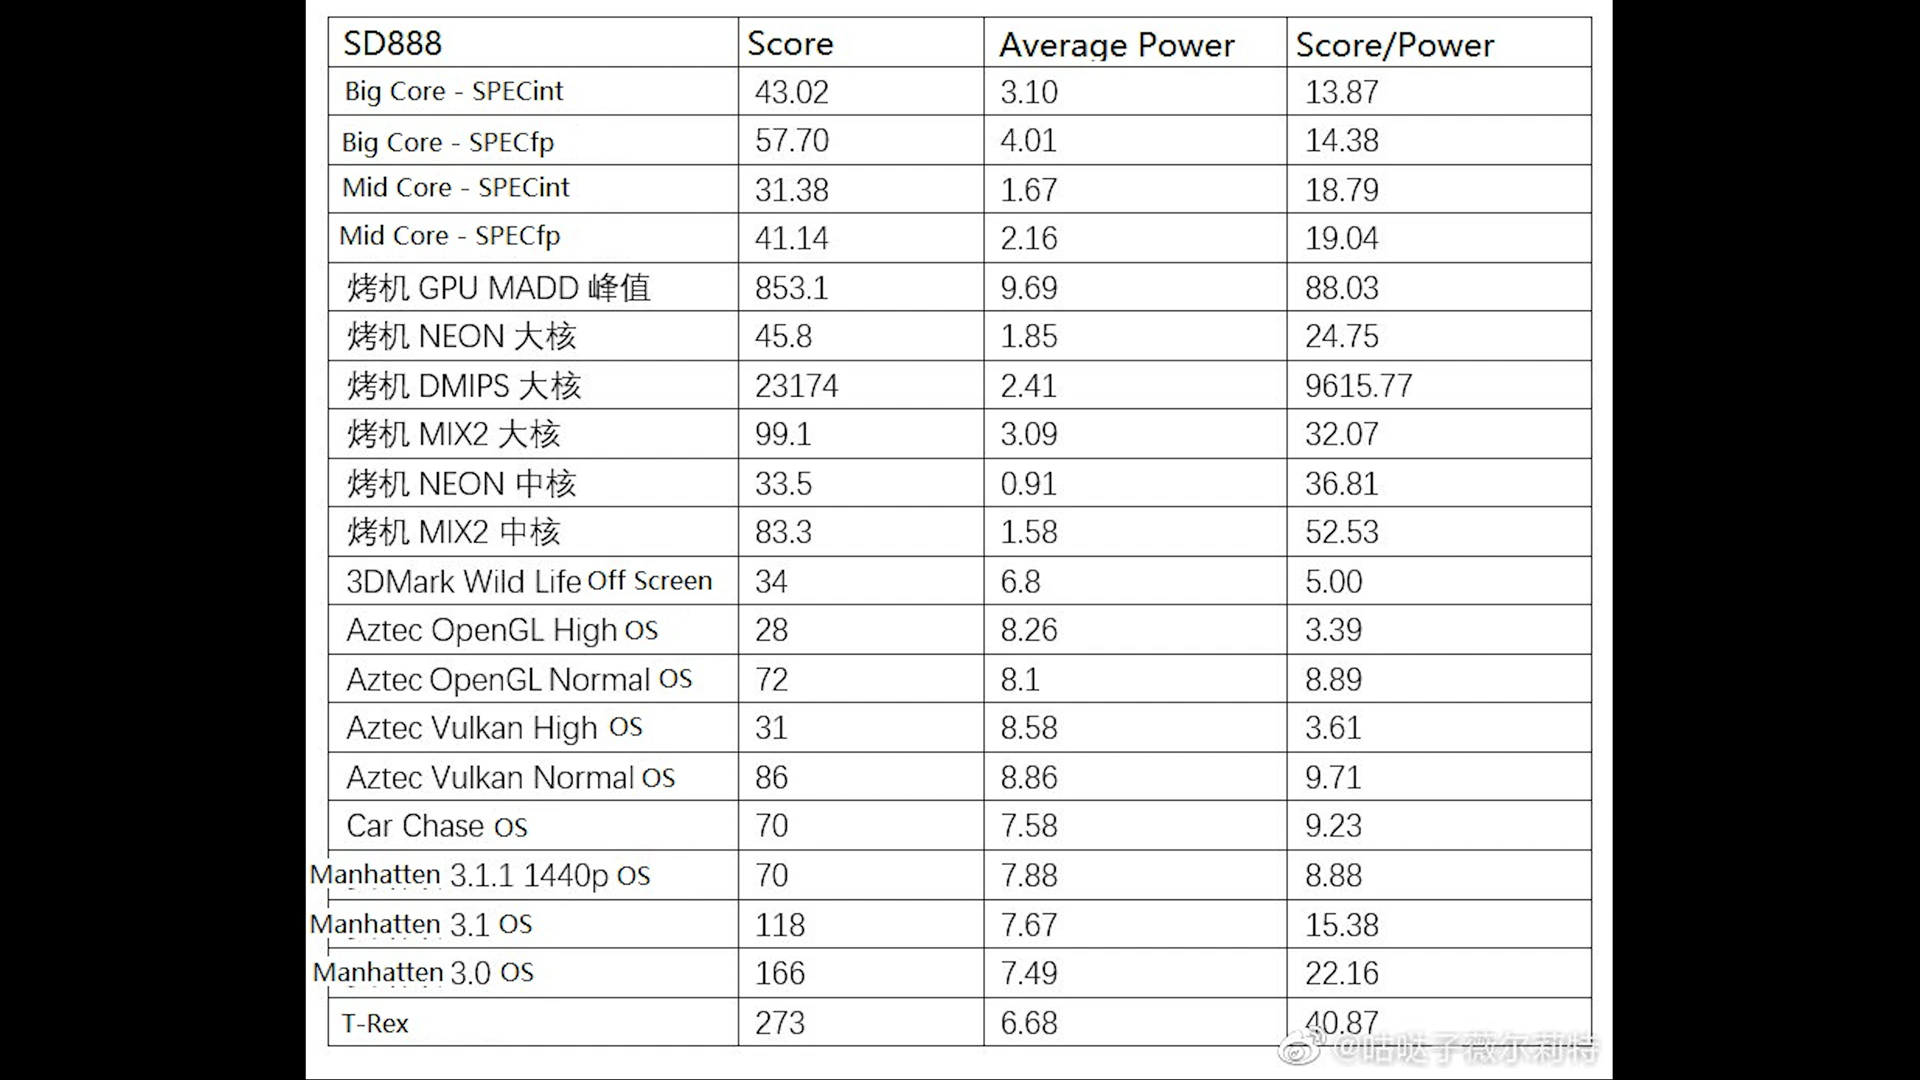 SD888 Score Average Power Score/Power
Big Core - SPECint 43.02 3.10 13.87
Big Core - SPECfp 57.70 4.01 14.38
Mid Core - SPECint 31.38 1.67 18.79
Mid Core - SPECfp 41.14 2.16 19.04
烤机 GPU MADD 峰值 853.1 9.69 88.03
烤机 NEON 大核 45.8 1.85 24.75
烤机 DMIPS 大核 23174 2.41 9615.77
烤机 MIX2 大核 99.1 3.09 32.07
烤机 NEON 中核 33.5 0.91 36.81
烤机 MIX2 中核 83.3 1.58 52.53
3DMark Wild Life Off Screen 34 6.8 5.00
Aztec OpenGL High OS 28 8.26 3.39
Aztec OpenGL Normal OS 72 8.1 8.89
Aztec Vulkan High OS 31 8.58 3.61
Aztec Vulkan Normal OS 86 8.86 9.71
Car Chase OS 70 7.58 9.23
Manhatten 3.1.1 1440p OS 70 7.88 8.88
Manhatten 3.1 OS 118 7.67 15.38
Manhatten 3.0 OS 166 7.49 22.16
T-Rex 273 6.68 40.87
@咕哒子薇尔莉特